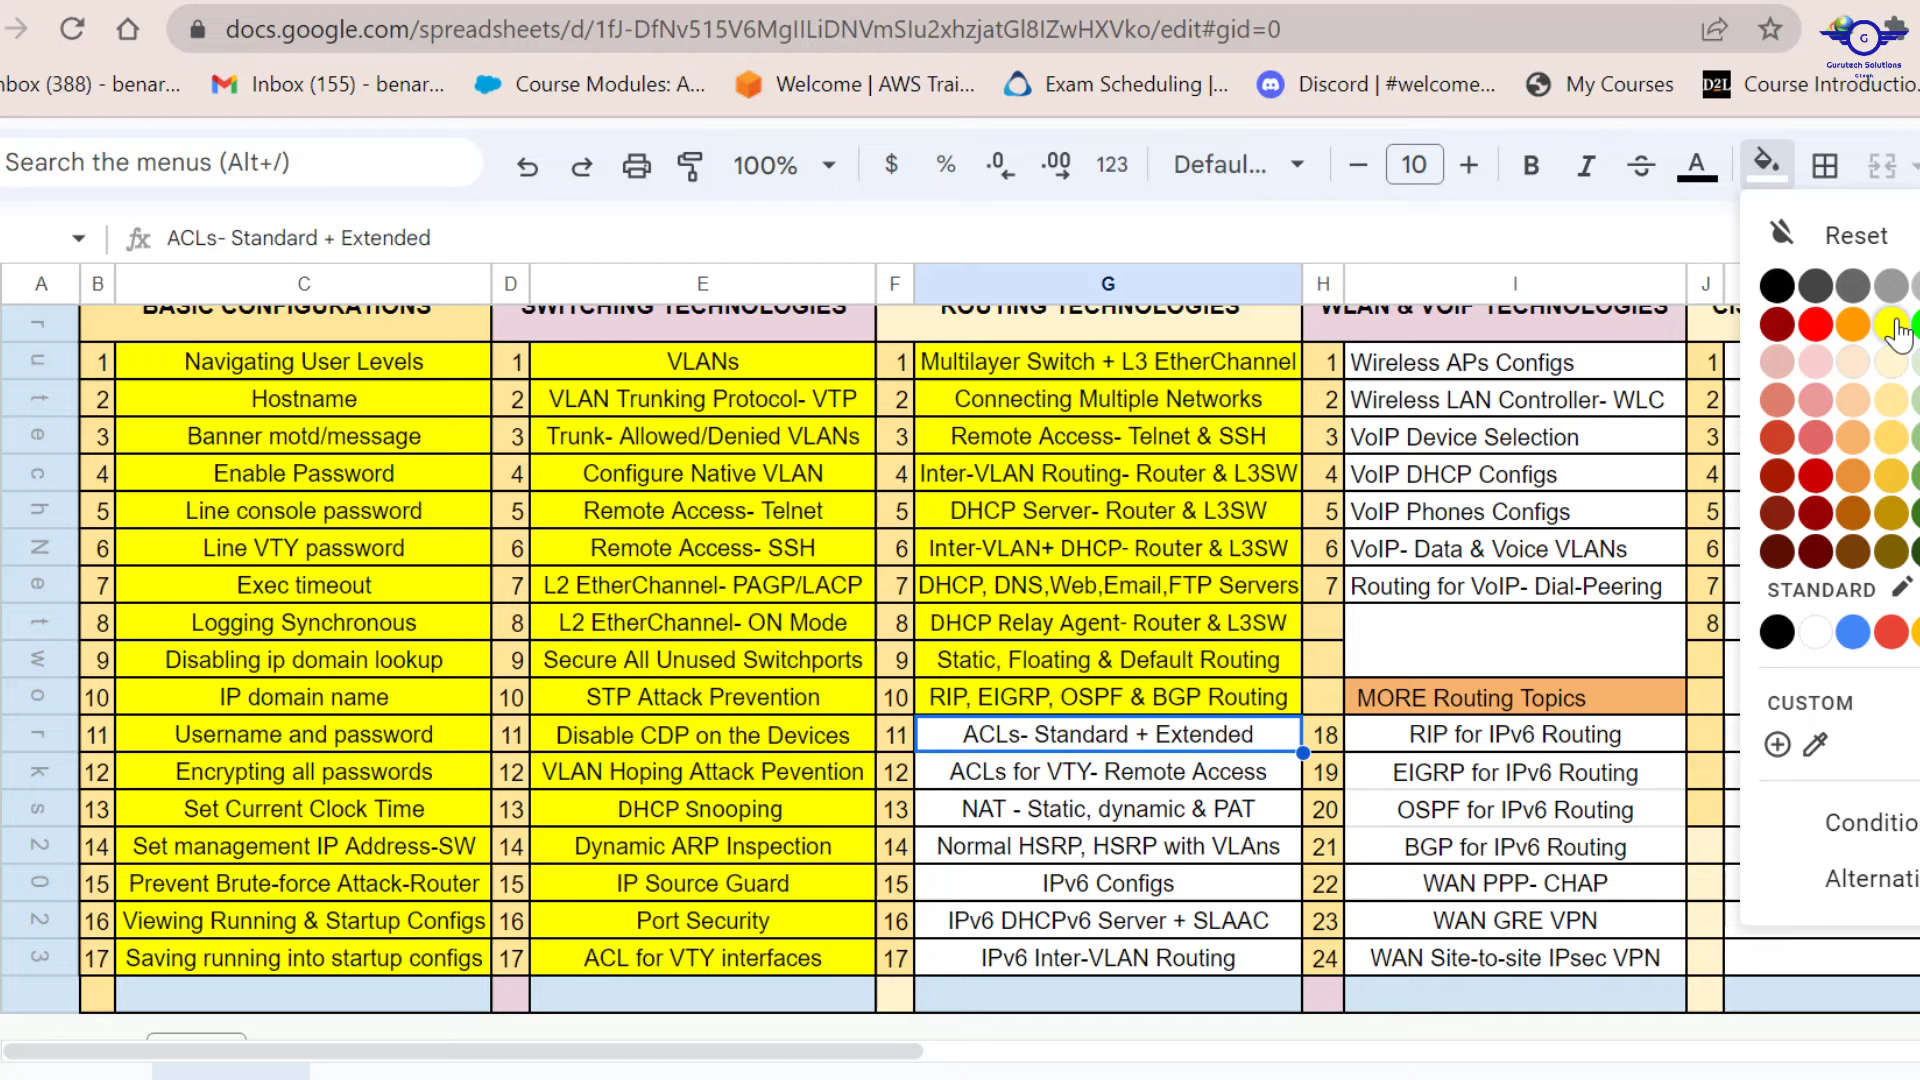 docs.google.com/spreadsheets/d/1fJ-DfNv515V6MgIILiDNVmSIu2xhzjatGl8IZwHXVko/edit#gid=0
G
Gurutech Solutions
nbox (388) - benar...
Inbox (155) - benar...
Course Modules: A...
Welcome | AWS Trai...
Exam Scheduling |...
Discord | #welcome...
My Courses
D2L
Course Introductio...
Search the menus (Alt+/)
100%
$
%
.0
.00
123
Defaul...
10
B
I
A
fx ACLs- Standard + Extended
Reset
A B C D E F G H I J
r
BASIC CONFIGURATIONS
SWITCHING TECHNOLOGIES
ROUTING TECHNOLOGIES
WLAN & VOIP TECHNOLOGIES
CIS
u 1 Navigating User Levels 1 VLANs 1 Multilayer Switch + L3 EtherChannel 1 Wireless APs Configs 1
t 2 Hostname 2 VLAN Trunking Protocol- VTP 2 Connecting Multiple Networks 2 Wireless LAN Controller- WLC 2
e 3 Banner motd/message 3 Trunk- Allowed/Denied VLANs 3 Remote Access- Telnet & SSH 3 VoIP Device Selection 3
c 4 Enable Password 4 Configure Native VLAN 4 Inter-VLAN Routing- Router & L3SW 4 VoIP DHCP Configs 4
h 5 Line console password 5 Remote Access- Telnet 5 DHCP Server- Router & L3SW 5 VoIP Phones Configs 5
N 6 Line VTY password 6 Remote Access- SSH 6 Inter-VLAN+ DHCP- Router & L3SW 6 VoIP- Data & Voice VLANs 6
e 7 Exec timeout 7 L2 EtherChannel- PAGP/LACP 7 DHCP, DNS,Web,Email,FTP Servers 7 Routing for VoIP- Dial-Peering 7
t 8 Logging Synchronous 8 L2 EtherChannel- ON Mode 8 DHCP Relay Agent- Router & L3SW 8
w 9 Disabling ip domain lookup 9 Secure All Unused Switchports 9 Static, Floating & Default Routing
o 10 IP domain name 10 STP Attack Prevention 10 RIP, EIGRP, OSPF & BGP Routing MORE Routing Topics
r 11 Username and password 11 Disable CDP on the Devices 11 ACLs- Standard + Extended 18 RIP for IPv6 Routing
k 12 Encrypting all passwords 12 VLAN Hoping Attack Pevention 12 ACLs for VTY- Remote Access 19 EIGRP for IPv6 Routing
s 13 Set Current Clock Time 13 DHCP Snooping 13 NAT - Static, dynamic & PAT 20 OSPF for IPv6 Routing
2 14 Set management IP Address-SW 14 Dynamic ARP Inspection 14 Normal HSRP, HSRP with VLAns 21 BGP for IPv6 Routing
0 15 Prevent Brute-force Attack-Router 15 IP Source Guard 15 IPv6 Configs 22 WAN PPP- CHAP
2 16 Viewing Running & Startup Configs 16 Port Security 16 IPv6 DHCPv6 Server + SLAAC 23 WAN GRE VPN
3 17 Saving running into startup configs 17 ACL for VTY interfaces 17 IPv6 Inter-VLAN Routing 24 WAN Site-to-site IPsec VPN
STANDARD
CUSTOM
Conditio
Alternati